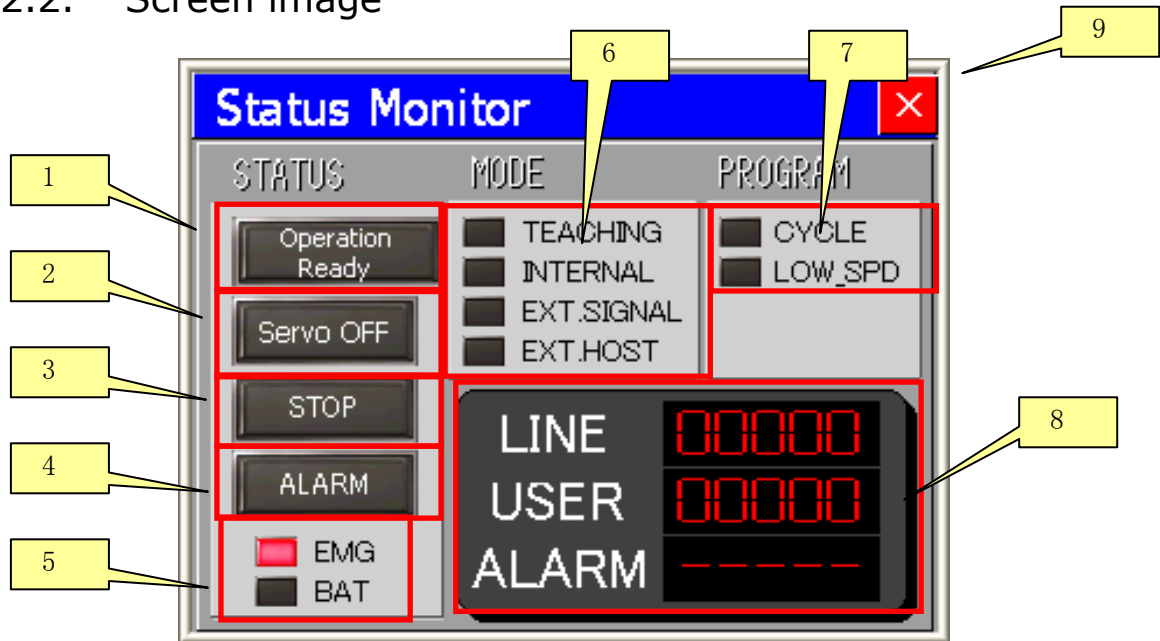 2.2. Screen image
6
7
9
Status Monitor
STATUS
MODE
PROGRAM
1
Operation
Ready
TEACHING
CYCLE
INTERNAL
LOW_SPD
2
Servo OFF
EXT.SIGNAL
EXT.HOST
3
STOP
LINE 00000
8
4
ALARM
USER 00000
5
EMG
BAT
ALARM -----